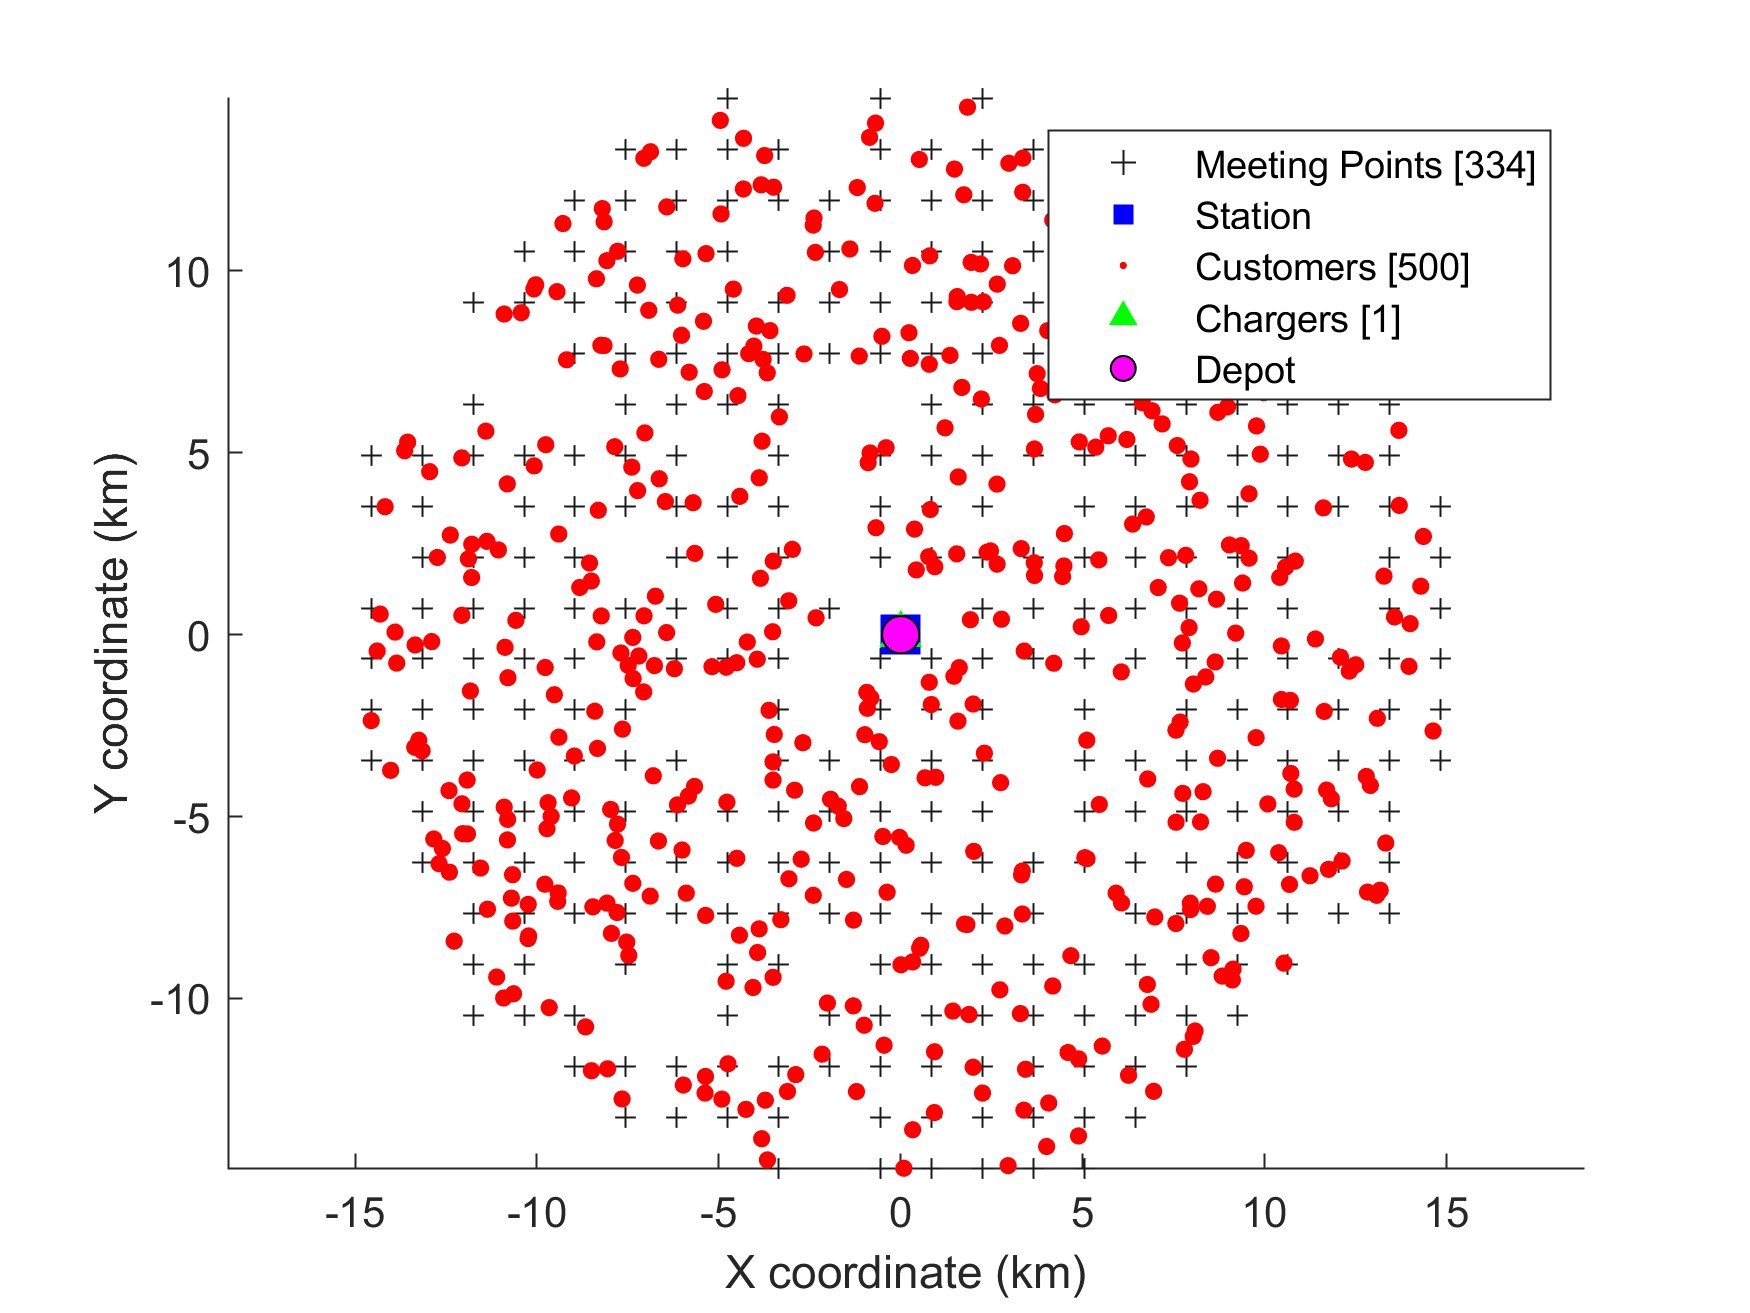 Meeting Points [334]
Station
Customers [500]
Chargers [1]
Depot
10
5
0
-5
-10
Y coordinate (km)
-15 -10 -5 0 5 10 15
X coordinate (km)